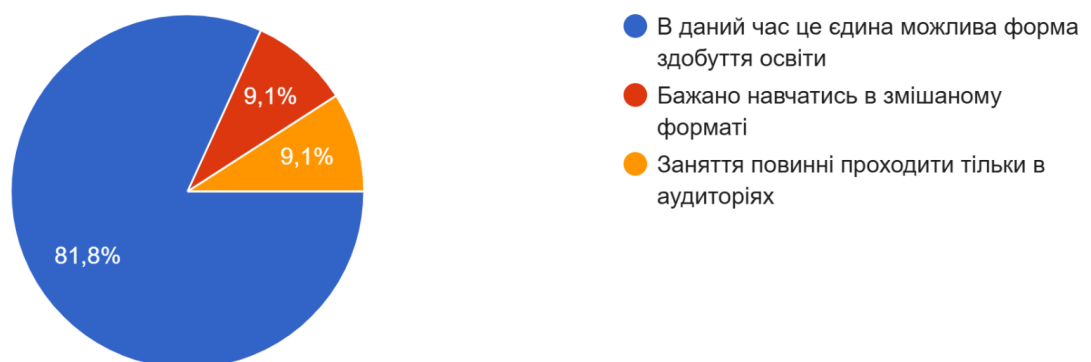 9,1%
9,1%
81,8%
В даний час це єдина можлива форма
здобуття освіти
Бажано навчатись в змішаному
форматі
Заняття повинні проходити тільки в
аудиторіях